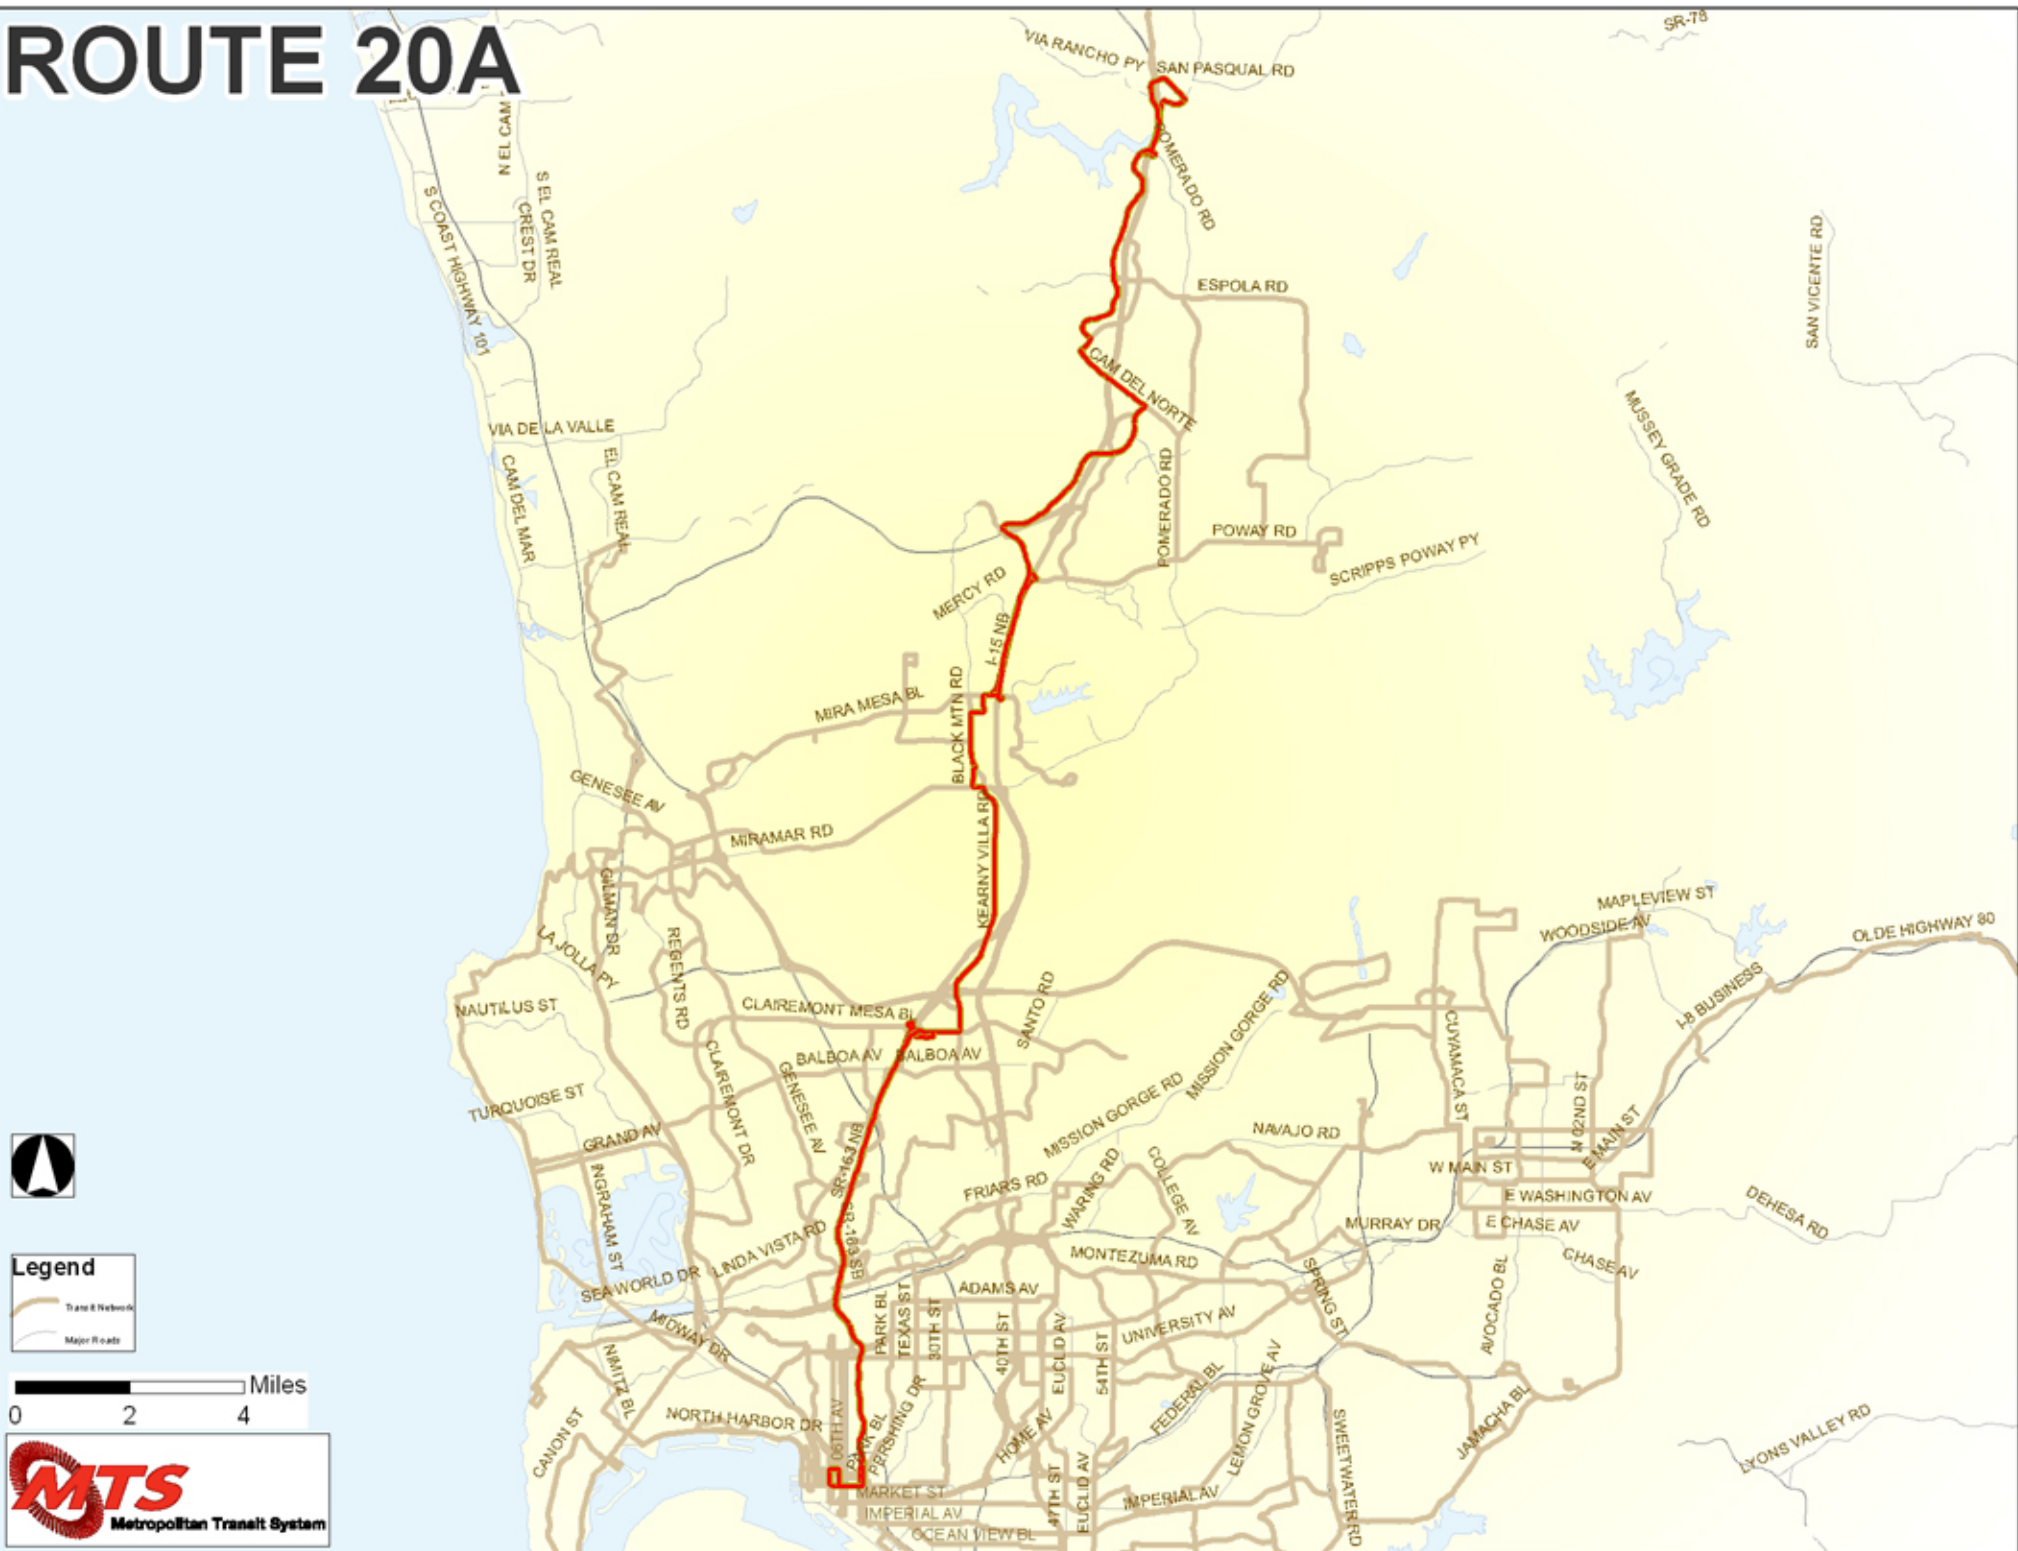 ROUTE 20A
SR-78
VIA RANCHO PY
SAN PASQUAL RD
N EL CAM
S EL CAM REAL
CREST DR
S COAST HIGHWAY 101
POMERADO RD
ESPOLA RD
SAN VICENTE RD
CAM DEL NORTE
MUSSEY GRADE RD
VIA DE LA VALLE
EL CAM REAL
CAM DEL MAR
POMERADO RD
POWAY RD
SCRIPPS POWAY PY
MERCY RD
I-15 NB
BLACK MTN RD
MIRA MESA BL
GENESEE AV
MIRAMAR RD
KEARNY VILLA RD
GILMAN DR
LA JOLLA PY
REGENTS RD
NAUTILUS ST
CLAIREMONT MESA BL
SANTO RD
MISSION GORGE RD
MAPLEVIEW ST
WOODSIDE AV
OLDE HIGHWAY 80
I-8 BUSINESS
CUYAMACA ST
BALBOA AV
BALBOA AV
CLAIREMONT DR
GENESEE AV
TURQUOISE ST
GRAND AV
INGRAHAM ST
MISSION GORGE RD
NAVAJO RD
N 02ND ST
E MAIN ST
W MAIN ST
E WASHINGTON AV
E CHASE AV
CHASE AV
DEHESA RD
SR-163 NB
SR-163 SB
FRIARS RD
WARING RD
COLLEGE AV
MURRAY DR
MONTEZUMA RD
LINDA VISTA RD
SEA WORLD DR
MIDWAY DR
ADAMS AV
PARK BL
TEXAS ST
30TH ST
40TH ST
EUCLID AV
54TH ST
UNIVERSITY AV
SPRING ST
AVOCADO BL
NIMITZ BL
CANON ST
NORTH HARBOR DR
06TH AV
PARK BL
PERSHING DR
HOME AV
FEDERAL BL
LEMON GROVE AV
SWEETWATER RD
JAMACHA BL
LYONS VALLEY RD
MARKET ST
IMPERIAL AV
OCEAN VIEW BL
47TH ST
EUCLID AV
IMPERIAL AV
Legend
Transit Network
Major Roads
Miles
0 2 4
MTS
Metropolitan Transit System